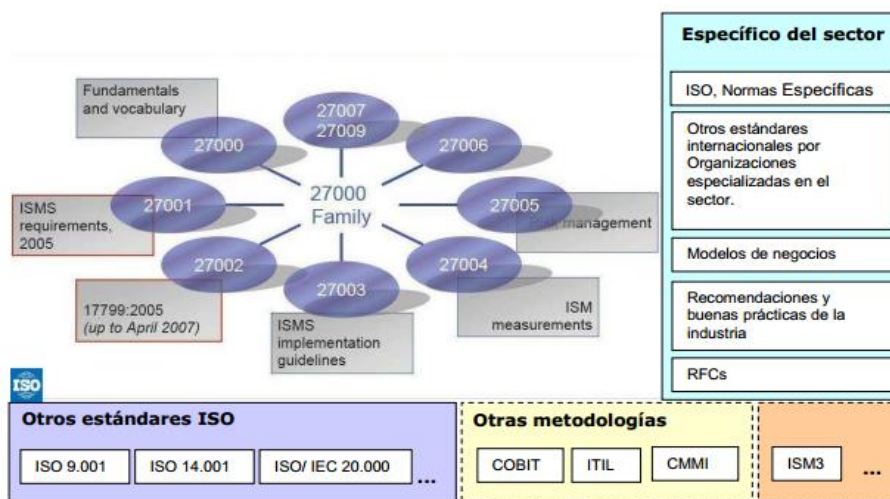 Fundamentals
and vocabulary
27000
27007
27009
27006
27001
ISMS
requirements,
2005
27000
Family
27005
Risk management
27002
17799:2005
(up to April 2007)
27003
ISMS
implementation
guidelines
27004
ISM
measurements
ISO
Específico del sector
ISO, Normas Específicas
Otros estándares
internacionales por
Organizaciones
especializadas en el
sector.
Modelos de negocios
Recomendaciones y
buenas prácticas de la
industria
RFCs
Otros estándares ISO
ISO 9.001
ISO 14.001
ISO/ IEC 20.000
...
Otras metodologías
COBIT
ITIL
CMMI
ISM3
...